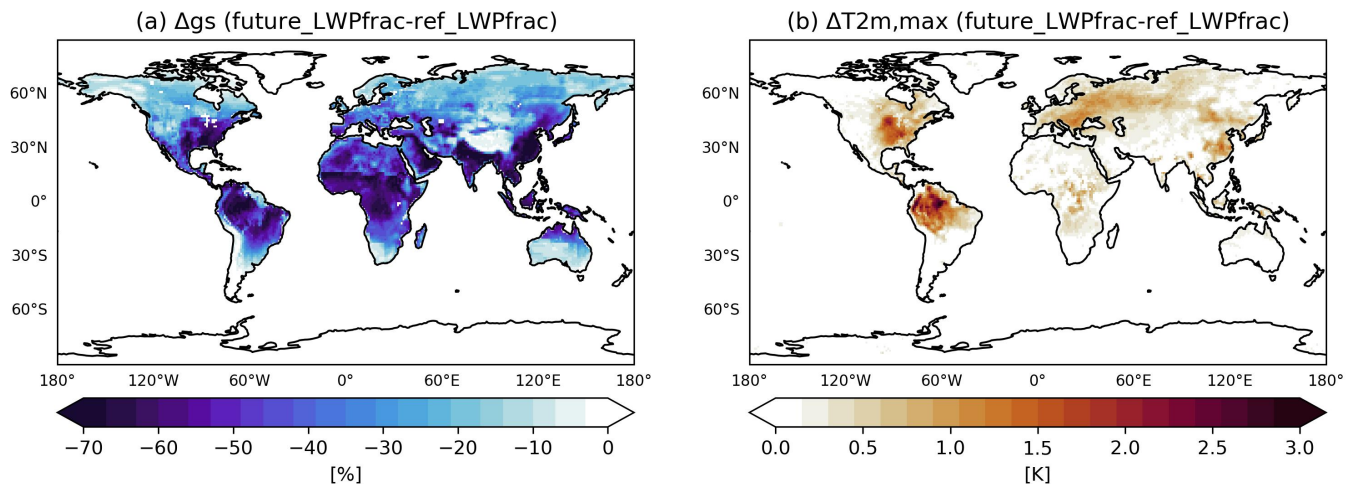 (a) Δgs (future_LWPfrac-ref_LWPfrac)
60°N
30°N
0°
30°S
60°S
180° 120°W 60°W 0° 60°E 120°E 180°
−70 −60 −50 −40 −30 −20 −10 0
[%]
(b) ΔT2m,max (future_LWPfrac-ref_LWPfrac)
60°N
30°N
0°
30°S
60°S
180° 120°W 60°W 0° 60°E 120°E 180°
0.0 0.5 1.0 1.5 2.0 2.5 3.0
[K]